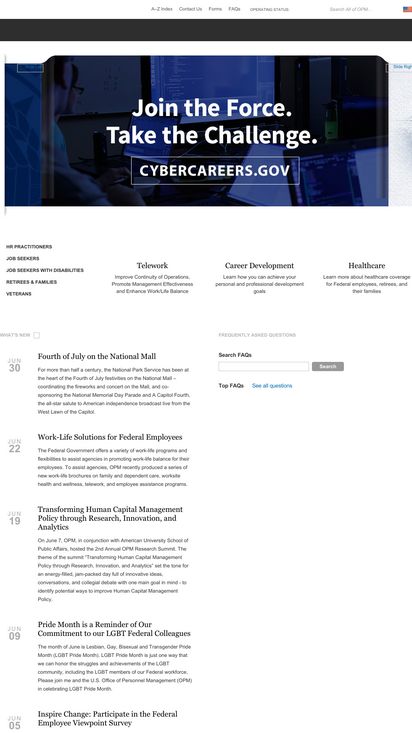 A–Z Index Contact Us Forms FAQs OPERATING STATUS Search All of OPM...
Slide Righ
Join the Force.
Take the Challenge.
CYBERCAREERS.GOV
HR PRACTITIONERS
JOB SEEKERS
JOB SEEKERS WITH DISABILITIES
RETIREES & FAMILIES
VETERANS
Telework
Improve Continuity of Operations,
Promote Management Effectiveness
and Enhance Work/Life Balance
Career Development
Learn how you can achieve your
personal and professional development
goals
Healthcare
Learn more about healthcare coverage
for Federal employees, retirees, and
their families
WHAT'S NEW
JUN
30
Fourth of July on the National Mall
For more than half a century, the National Park Service has been at
the heart of the Fourth of July festivities on the National Mall –
coordinating the fireworks and concert on the Mall, and co-
sponsoring the National Memorial Day Parade and A Capitol Fourth,
the all-star salute to American independence broadcast live from the
West Lawn of the Capitol.
JUN
22
Work-Life Solutions for Federal Employees
The Federal Government offers a variety of work-life programs and
flexibilities to assist agencies in promoting work-life balance for their
employees. To assist agencies, OPM recently produced a series of
new work-life brochures on family and dependent care, worksite
health and wellness, telework, and employee assistance programs.
JUN
19
Transforming Human Capital Management
Policy through Research, Innovation, and
Analytics
On June 7, OPM, in conjunction with American University School of
Public Affairs, hosted the 2nd Annual OPM Research Summit. The
theme of the summit "Transforming Human Capital Management
Policy through Research, Innovation, and Analytics" set the tone for
an energy-filled, jam-packed day full of innovative ideas,
conversations, and collegial debate with one main goal in mind - to
identify potential ways to improve Human Capital Management
Policy.
JUN
09
Pride Month is a Reminder of Our
Commitment to our LGBT Federal Colleagues
The month of June is Lesbian, Gay, Bisexual and Transgender Pride
Month (LGBT Pride Month). LGBT Pride Month is just one way that
we can honor the struggles and achievements of the LGBT
community; including the LGBT members of our Federal workforce.
Please join me and the U.S. Office of Personnel Management (OPM)
in celebrating LGBT Pride Month.
JUN
05
Inspire Change: Participate in the Federal
Employee Viewpoint Survey
FREQUENTLY ASKED QUESTIONS
Search FAQs
Search
Top FAQs See all questions